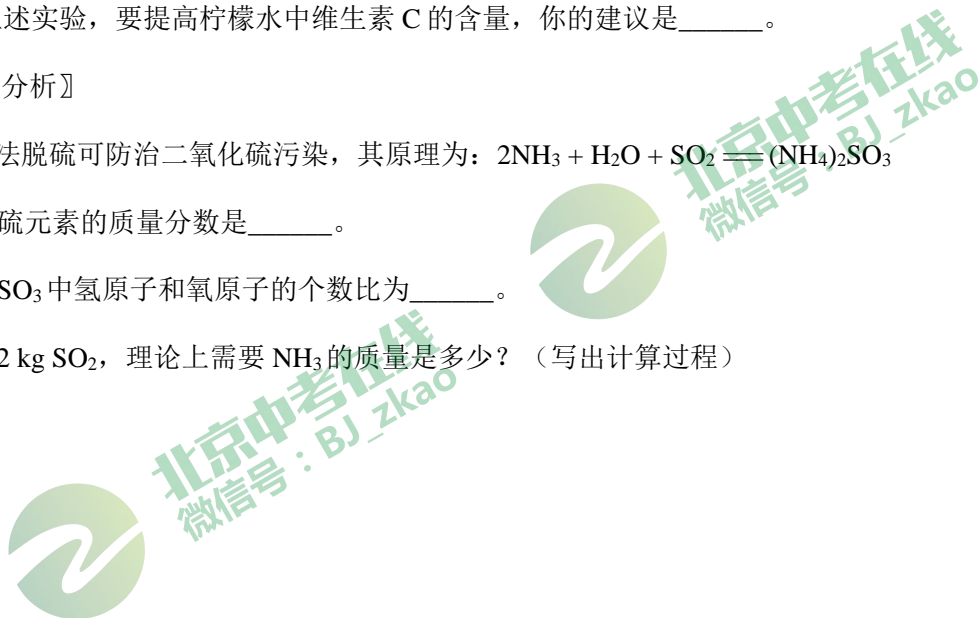 述实验，要提高柠檬水中维生素 C 的含量，你的建议是______。
分析〗
法脱硫可防治二氧化硫污染，其原理为：2NH₃ + H₂O + SO₂ ══ (NH₄)₂SO₃
硫元素的质量分数是______。
SO₃中氢原子和氧原子的个数比为______。
2 kg SO₂，理论上需要 NH₃的质量是多少？（写出计算过程）
北京中考在线
微信号：BJ_zkao
北京中考在线
微信号：BJ_zkao